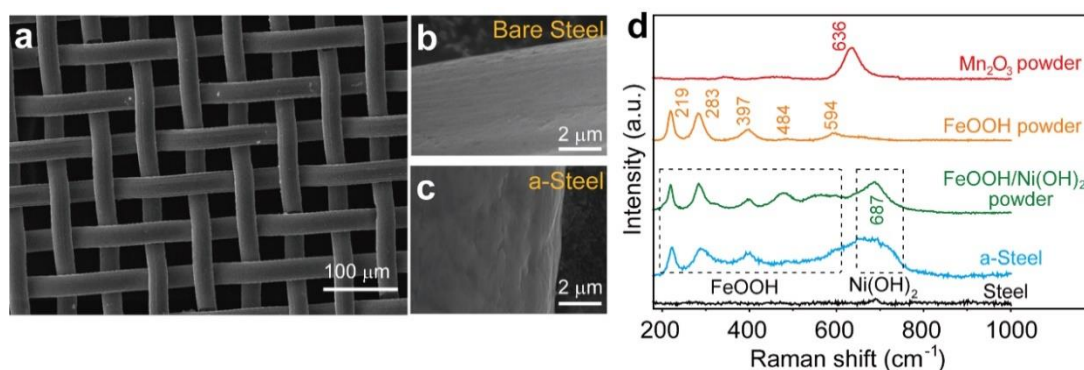 a
100 μm
b
Bare Steel
2 μm
c
a-Steel
2 μm
d
Intensity (a.u.)
636
Mn₂O₃ powder
219
283
397
484
594
FeOOH powder
FeOOH/Ni(OH)₂
powder
687
a-Steel
FeOOH
Ni(OH)₂
Steel
200
400
600
800
1000
Raman shift (cm⁻¹)